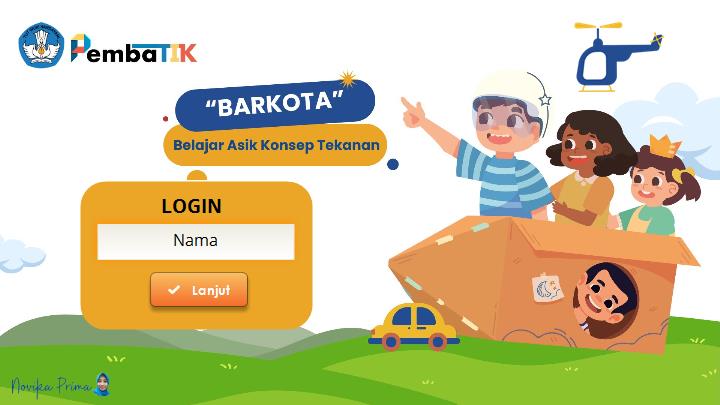 PembaTIK
“BARKOTA”
Belajar Asik Konsep Tekanan
LOGIN
Nama
Lanjut
Novika Prima